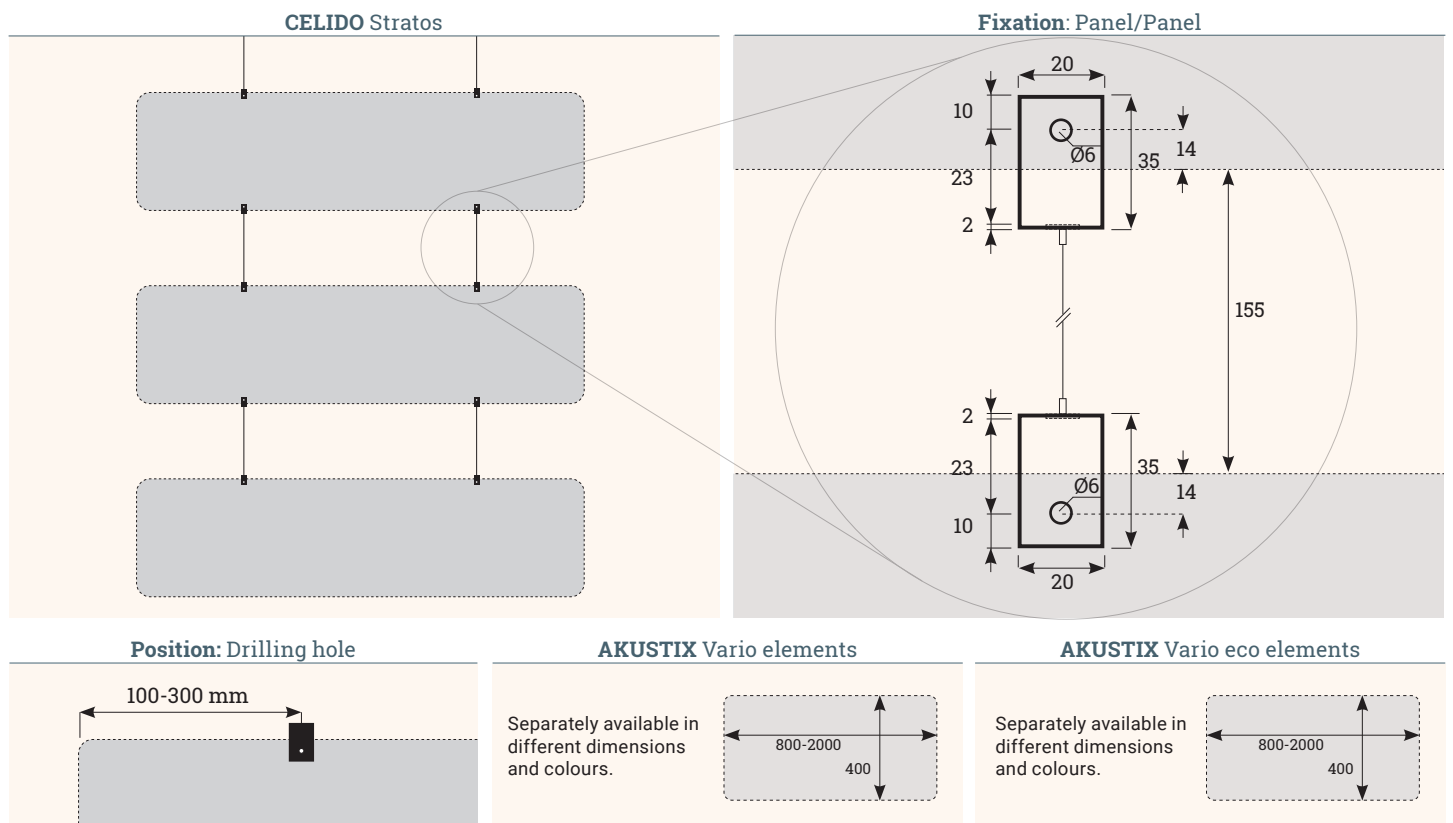 CELIDO Stratos
Fixation: Panel/Panel
20
10
Ø6
14
35
23
2
155
2
23
35
Ø6
14
10
20
Position: Drilling hole
100-300 mm
AKUSTIX Vario elements
Separately available in
different dimensions
and colours.
800-2000
400
AKUSTIX Vario eco elements
Separately available in
different dimensions
and colours.
800-2000
400